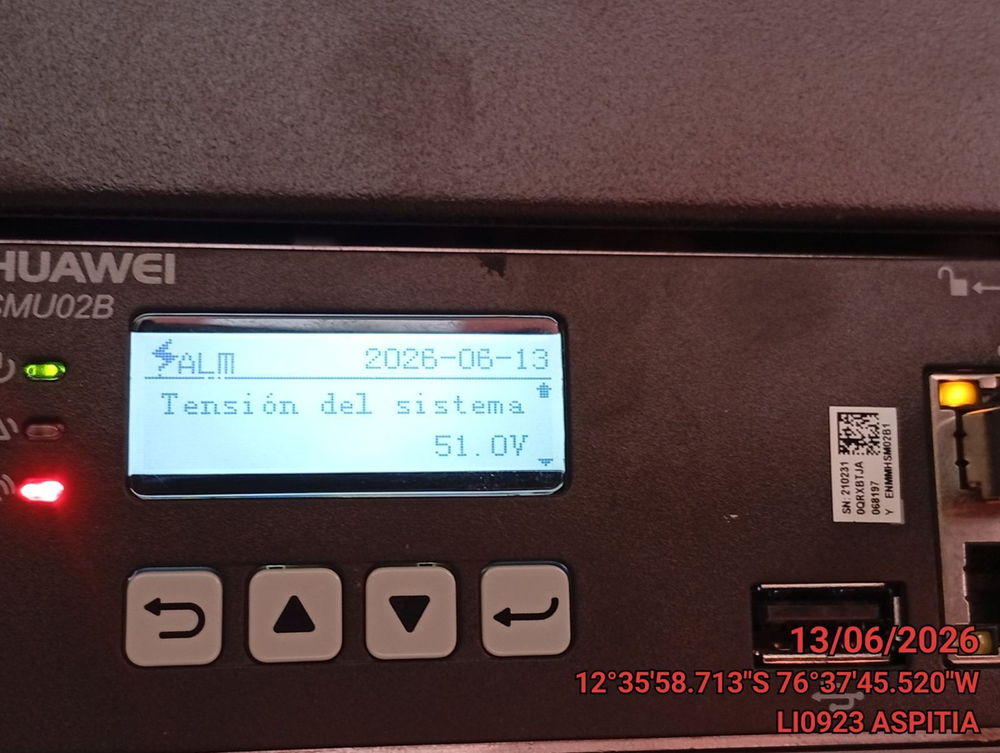 HUAWEI
SMU02B
ALM 2026-06-13
Tensión del sistema
51.0V
SN: 210231
0QRXBTJA
068197
Y ENMMHSM02B1
13/06/2026
12°35'58.713"S 76°37'45.520"W
LI0923 ASPITIA